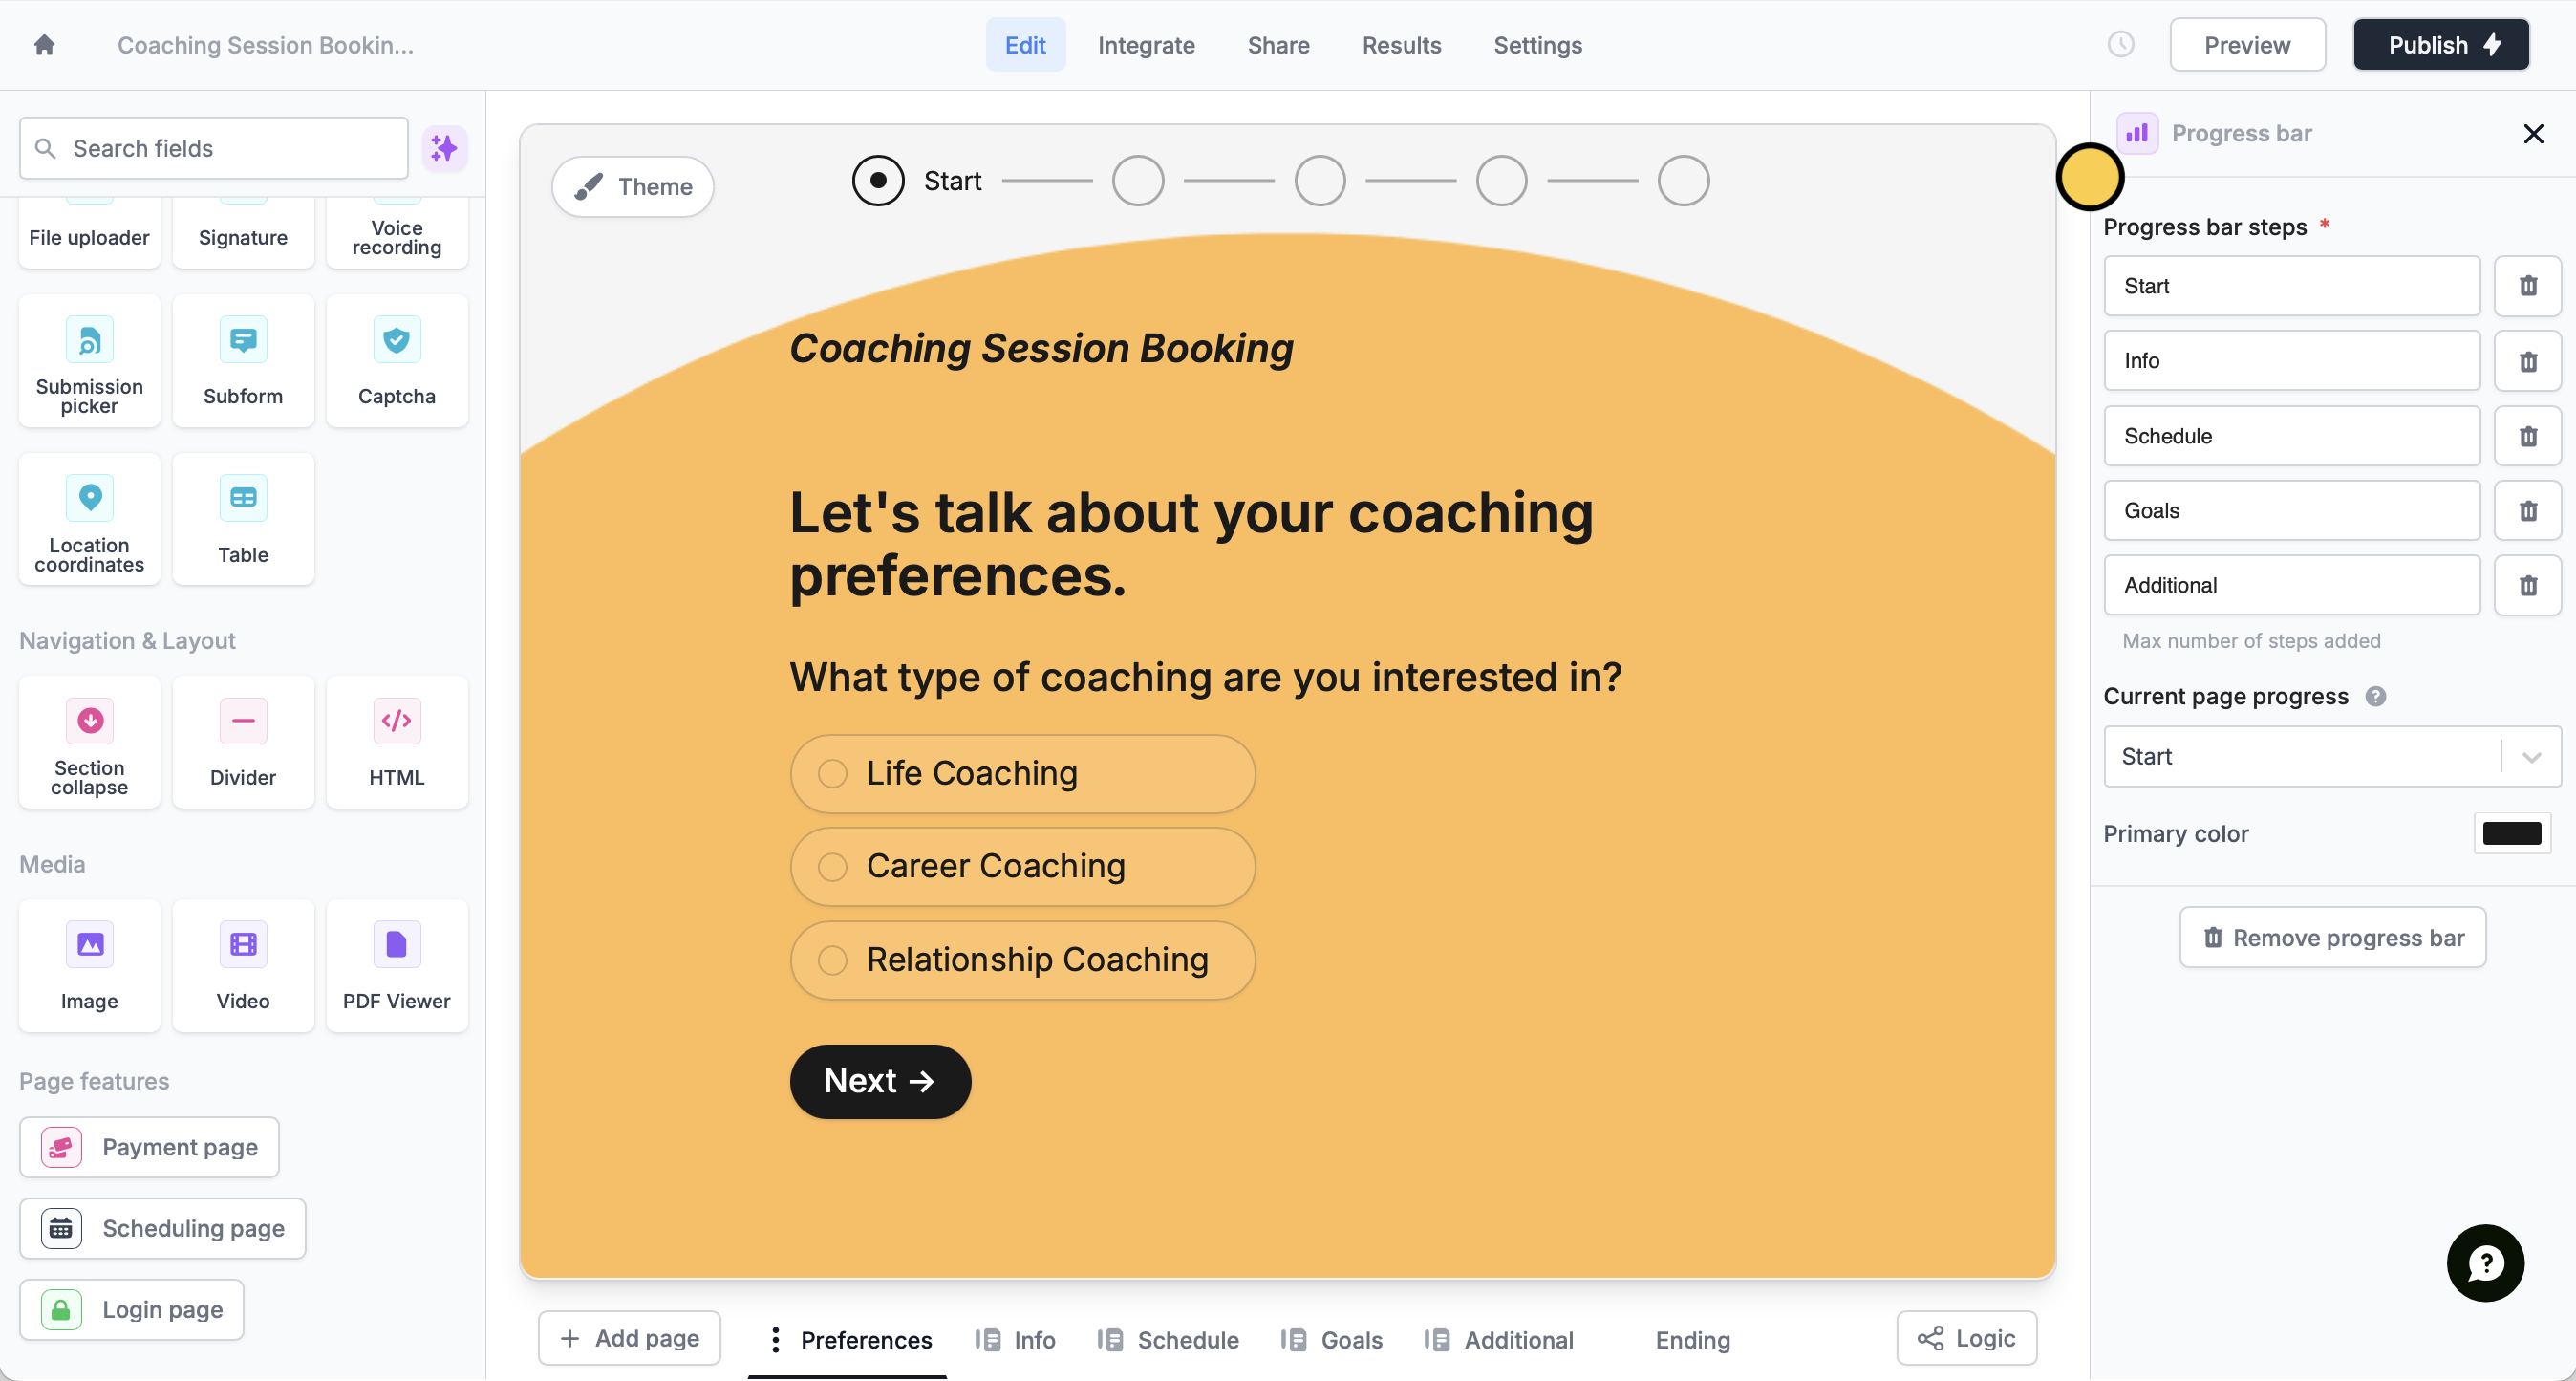 Coaching Session Bookin...
Edit
Integrate
Share
Results
Settings
Preview
Publish
Search fields
File uploader
Signature
Voice
recording
Submission
picker
Subform
Captcha
Location
coordinates
Table
Navigation & Layout
Section
collapse
Divider
HTML
Media
Image
Video
PDF Viewer
Page features
Payment page
Scheduling page
Login page
Theme
Start
Coaching Session Booking
Let's talk about your coaching
preferences.
What type of coaching are you interested in?
Life Coaching
Career Coaching
Relationship Coaching
Next →
+ Add page
Preferences
Info
Schedule
Goals
Additional
Ending
Logic
Progress bar
Progress bar steps *
Start
Info
Schedule
Goals
Additional
Max number of steps added
Current page progress ?
Start
Primary color
Remove progress bar
?